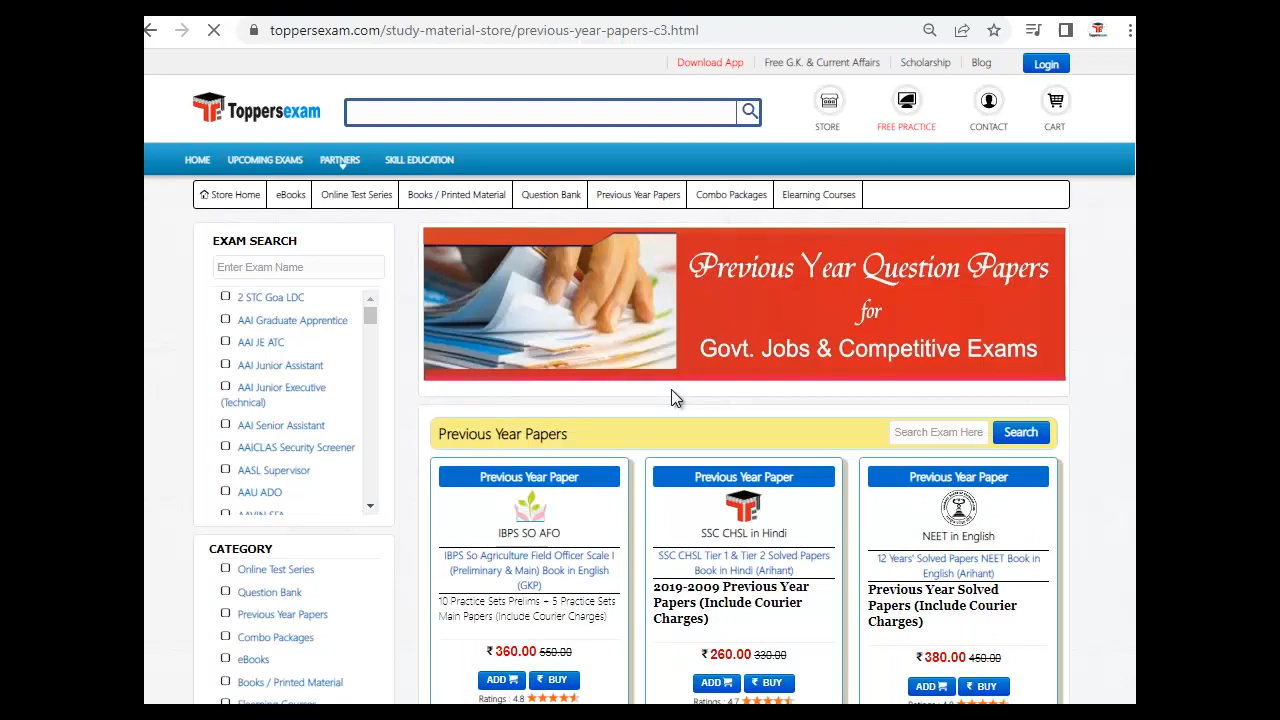 toppersexam.com/study-material-store/previous-year-papers-c3.html
Download App
Free G.K. & Current Affairs
Scholarship
Blog
Login
Toppersexam
STORE
FREE PRACTICE
CONTACT
CART
HOME
UPCOMING EXAMS
PARTNERS
SKILL EDUCATION
Store Home
eBooks
Online Test Series
Books / Printed Material
Question Bank
Previous Year Papers
Combo Packages
Elearning Courses
EXAM SEARCH
Enter Exam Name
2 STC Goa LDC
AAI Graduate Apprentice
AAI JE ATC
AAI Junior Assistant
AAI Junior Executive
(Technical)
AAI Senior Assistant
AAICLAS Security Screener
AASL Supervisor
AAU ADO
CATEGORY
Online Test Series
Question Bank
Previous Year Papers
Combo Packages
eBooks
Books / Printed Material
Elearning Courses
Previous Year Question Papers
for
Govt. Jobs & Competitive Exams
Previous Year Papers
Search Exam Here
Search
Previous Year Paper
IBPS SO AFO
IBPS So Agriculture Field Officer Scale I
(Preliminary & Main) Book in English
(GKP)
10 Practice Sets Prelims + 5 Practice Sets
Main Papers (Include Courier Charges)
₹ 360.00 550.00
ADD
₹ BUY
Ratings : 4.8
Previous Year Paper
SSC CHSL in Hindi
SSC CHSL Tier 1 & Tier 2 Solved Papers
Book in Hindi (Arihant)
2019-2009 Previous Year
Papers (Include Courier
Charges)
₹ 260.00 330.00
ADD
₹ BUY
Ratings : 4.7
Previous Year Paper
NEET in English
12 Years' Solved Papers NEET Book in
English (Arihant)
Previous Year Solved
Papers (Include Courier
Charges)
₹ 380.00 450.00
ADD
₹ BUY